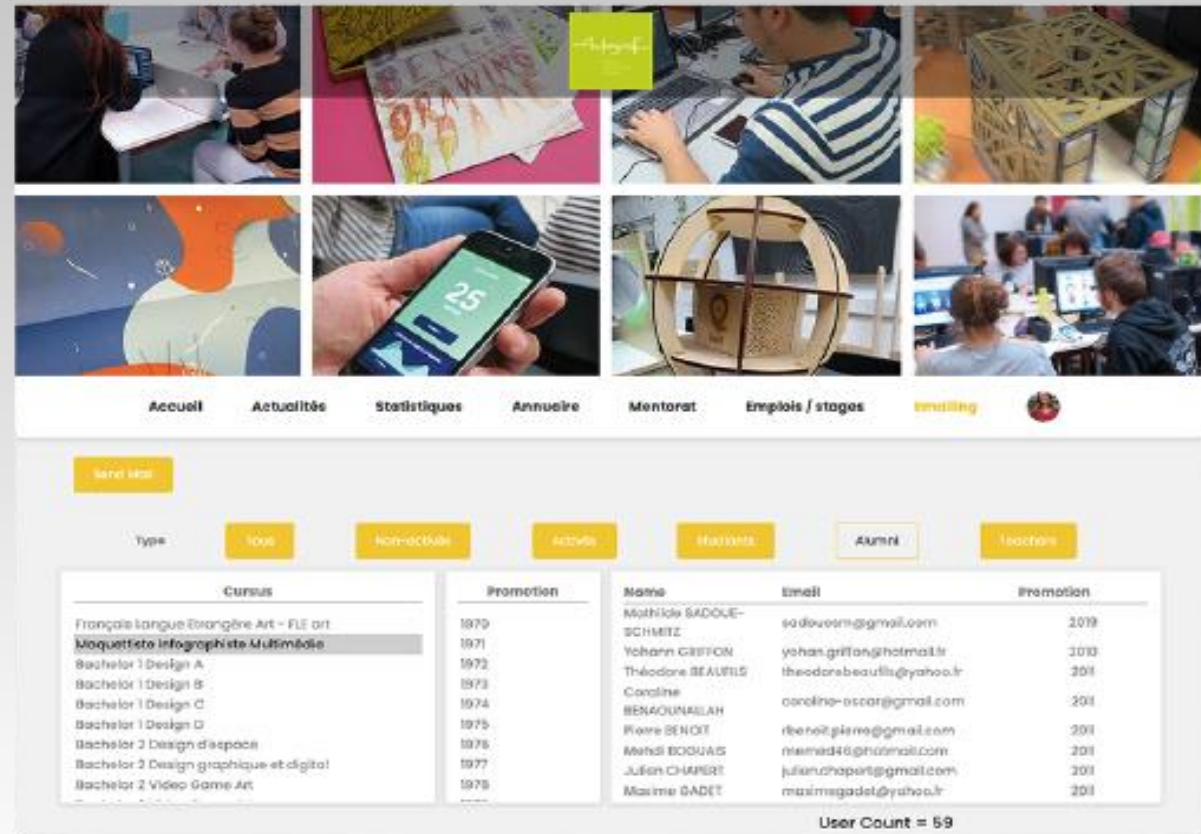 Autograf
DRAWING
25
Accueil Actualités Statistiques Annuaire Mentorat Emplois / stages Emailing
Send Mail
Type Tous Non-activés Activés Etudiants Alumni Teachers
Cursus Promotion Name Email Promotion
Français Langue Etrangère Art - FLE art 1970 Mathilde SADOUE-SCHMITZ 2019
Maquettiste Infographiste Multimédia 1971 Yohann GRIFFON yohan.griffon@hotmail.fr 2010
Bachelor 1 Design A 1972 Théodore BEAUFILS theodorebeaufils@yahoo.fr 2011
Bachelor 1 Design B 1973 Coraline BENAOUNALLAH coraline-oscar@gmail.com 2011
Bachelor 1 Design C 1974
Bachelor 1 Design D 1975 Pierre BENOIT rbenoit.pierre@gmail.com 2011
Bachelor 2 Design d'espace 1976 Mehdi BOGUAIS memed46@hotmail.com 2011
Bachelor 2 Design graphique et digital 1977 Julien CHAPERT julien.chapert@gmail.com 2011
Bachelor 2 Video Game Art 1978 Maxime GADET maximegadet@yahoo.fr 2011
User Count = 59